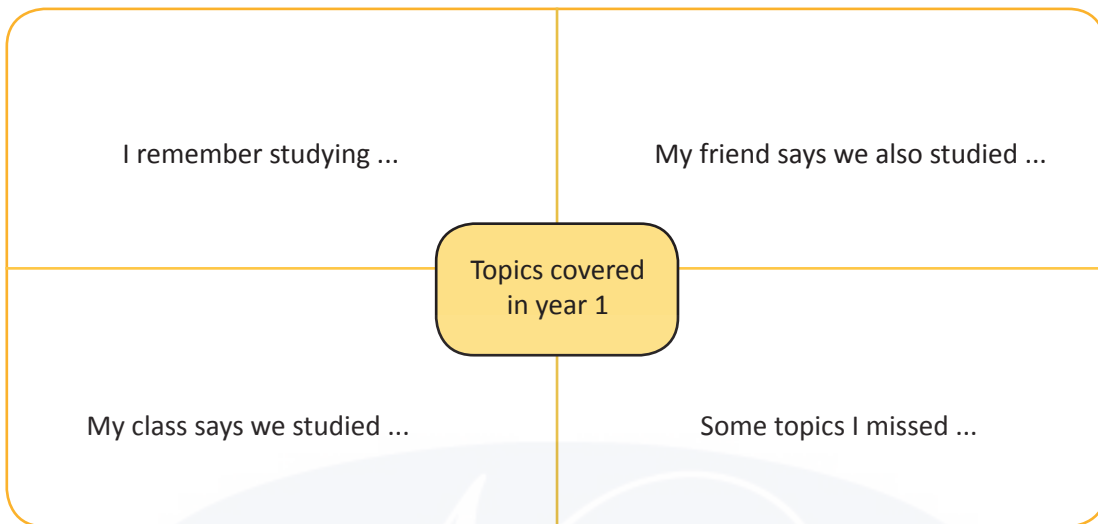 I remember studying ...
My friend says we also studied ...
Topics covered
in year 1
My class says we studied ...
Some topics I missed ...